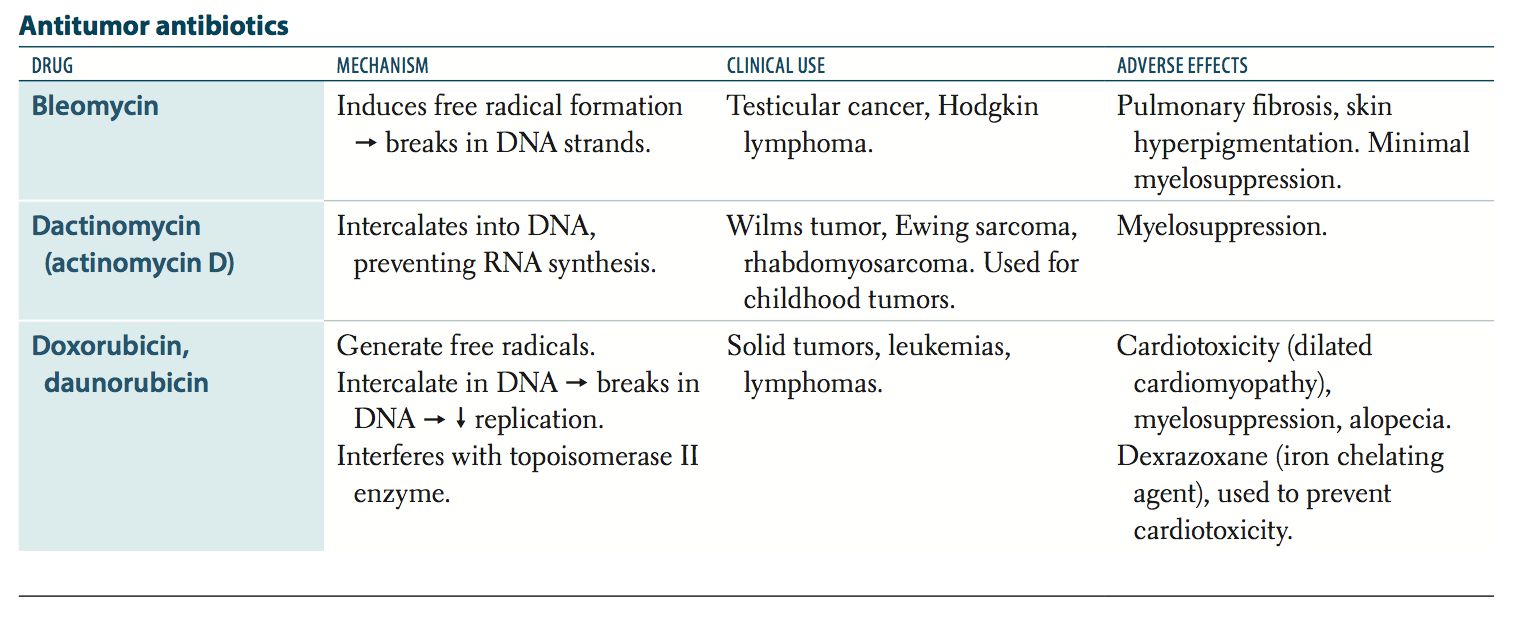 Antitumor antibiotics
DRUG
MECHANISM
CLINICAL USE
ADVERSE EFFECTS
Bleomycin
Induces free radical formation
→ breaks in DNA strands.
Testicular cancer, Hodgkin
lymphoma.
Pulmonary fibrosis, skin
hyperpigmentation. Minimal
myelosuppression.
Dactinomycin
(actinomycin D)
Intercalates into DNA,
preventing RNA synthesis.
Wilms tumor, Ewing sarcoma,
rhabdomyosarcoma. Used for
childhood tumors.
Myelosuppression.
Doxorubicin,
daunorubicin
Generate free radicals.
Intercalate in DNA → breaks in
DNA → ↓ replication.
Interferes with topoisomerase II
enzyme.
Solid tumors, leukemias,
lymphomas.
Cardiotoxicity (dilated
cardiomyopathy),
myelosuppression, alopecia.
Dexrazoxane (iron chelating
agent), used to prevent
cardiotoxicity.